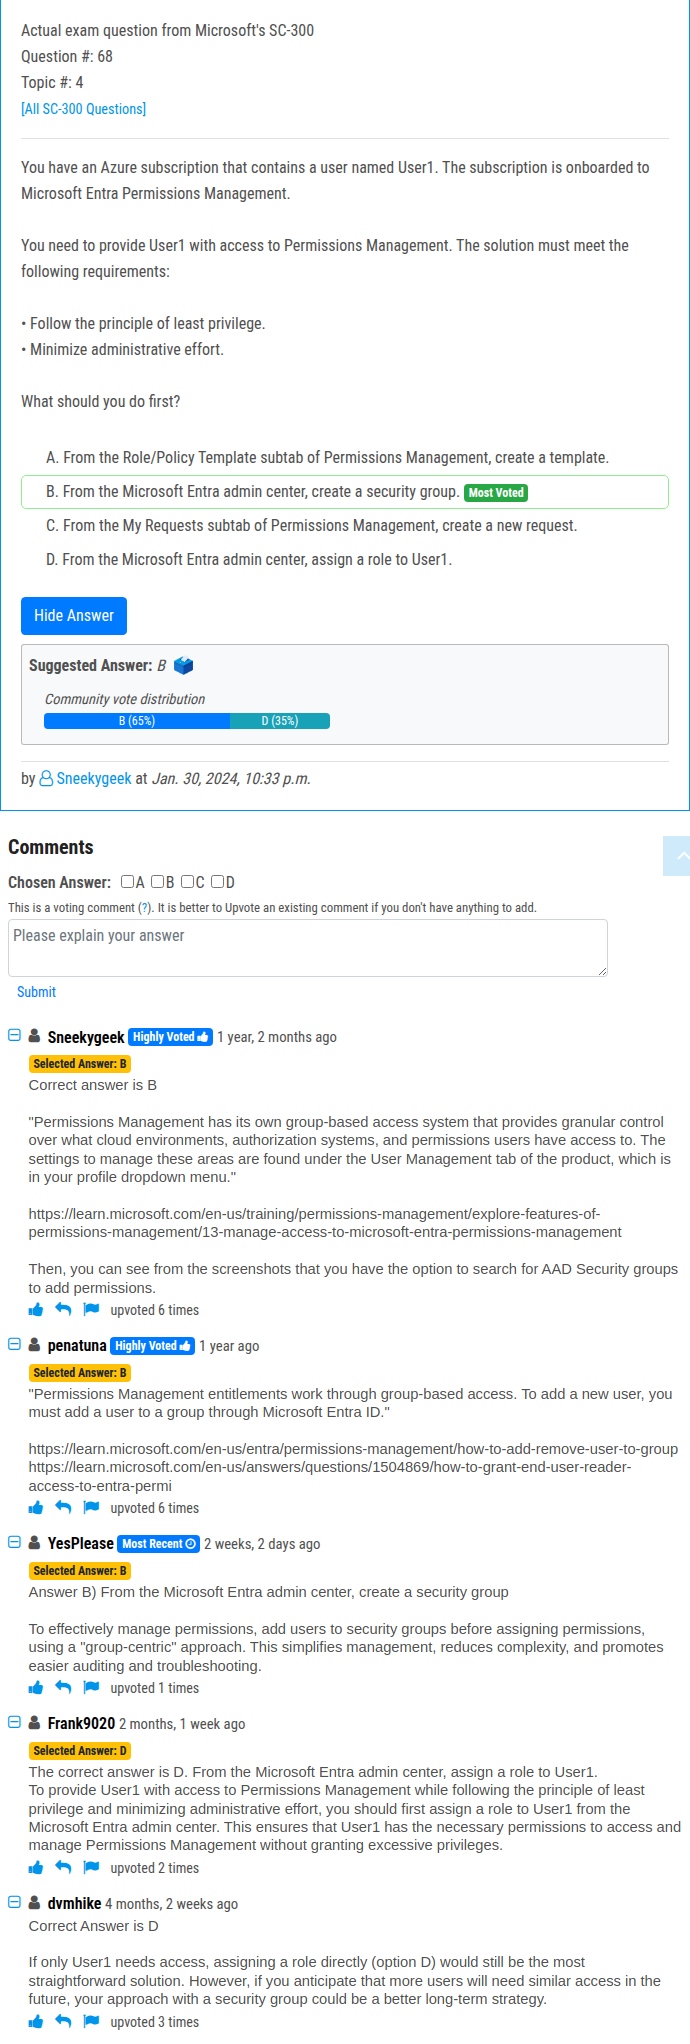 Actual exam question from Microsoft's SC-300
Question #: 68
Topic #: 4
[All SC-300 Questions]
You have an Azure subscription that contains a user named User1. The subscription is onboarded to
Microsoft Entra Permissions Management.
You need to provide User1 with access to Permissions Management. The solution must meet the
following requirements:
• Follow the principle of least privilege.
• Minimize administrative effort.
What should you do first?
A. From the Role/Policy Template subtab of Permissions Management, create a template.
B. From the Microsoft Entra admin center, create a security group. Most Voted
C. From the My Requests subtab of Permissions Management, create a new request.
D. From the Microsoft Entra admin center, assign a role to User1.
Hide Answer
Suggested Answer: B
Community vote distribution
B (65%) D (35%)
by Sneekygeek at Jan. 30, 2024, 10:33 p.m.
Comments
Chosen Answer: A B C D
This is a voting comment (?). It is better to Upvote an existing comment if you don't have anything to add.
Please explain your answer
Submit
Sneekygeek Highly Voted 1 year, 2 months ago
Selected Answer: B
Correct answer is B
"Permissions Management has its own group-based access system that provides granular control
over what cloud environments, authorization systems, and permissions users have access to. The
settings to manage these areas are found under the User Management tab of the product, which is
in your profile dropdown menu."
https://learn.microsoft.com/en-us/training/permissions-management/explore-features-of-
permissions-management/13-manage-access-to-microsoft-entra-permissions-management
Then, you can see from the screenshots that you have the option to search for AAD Security groups
to add permissions.
upvoted 6 times
penatuna Highly Voted 1 year ago
Selected Answer: B
"Permissions Management entitlements work through group-based access. To add a new user, you
must add a user to a group through Microsoft Entra ID."
https://learn.microsoft.com/en-us/entra/permissions-management/how-to-add-remove-user-to-group
https://learn.microsoft.com/en-us/answers/questions/1504869/how-to-grant-end-user-reader-
access-to-entra-permi
upvoted 6 times
YesPlease Most Recent 2 weeks, 2 days ago
Selected Answer: B
Answer B) From the Microsoft Entra admin center, create a security group
To effectively manage permissions, add users to security groups before assigning permissions,
using a "group-centric" approach. This simplifies management, reduces complexity, and promotes
easier auditing and troubleshooting.
upvoted 1 times
Frank9020 2 months, 1 week ago
Selected Answer: D
The correct answer is D. From the Microsoft Entra admin center, assign a role to User1.
To provide User1 with access to Permissions Management while following the principle of least
privilege and minimizing administrative effort, you should first assign a role to User1 from the
Microsoft Entra admin center. This ensures that User1 has the necessary permissions to access and
manage Permissions Management without granting excessive privileges.
upvoted 2 times
dvmhike 4 months, 2 weeks ago
Correct Answer is D
If only User1 needs access, assigning a role directly (option D) would still be the most
straightforward solution. However, if you anticipate that more users will need similar access in the
future, your approach with a security group could be a better long-term strategy.
upvoted 3 times